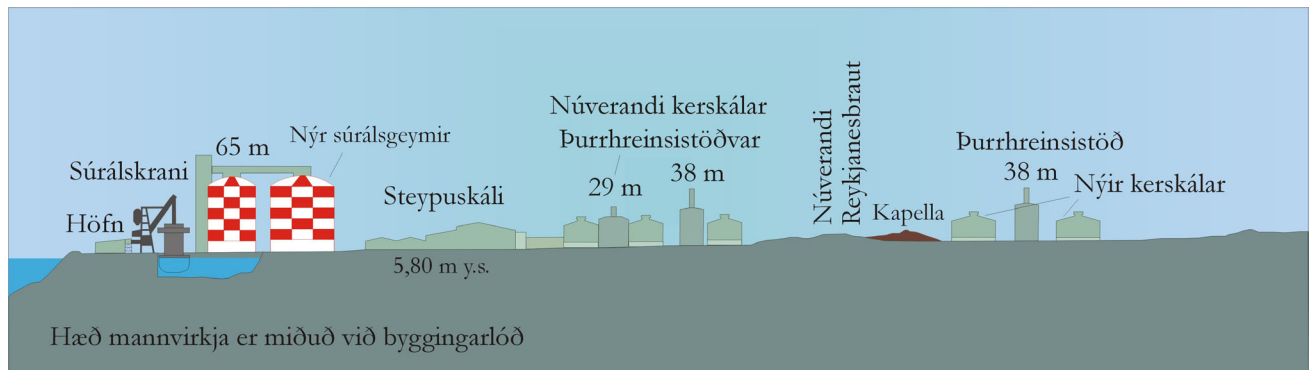 Höfn
Súrálskrani
65 m
Nýr súrálsgeymir
Steypuskáli
5,80 m y.s.
Núverandi kerskálar
Þurrhreinsistöðvar
29 m
38 m
Núverandi
Reykjanesbraut
Kapella
Þurrhreinsistöð
38 m
Nýir kerskálar
Hæð mannvirkja er miðuð við byggingarlóð